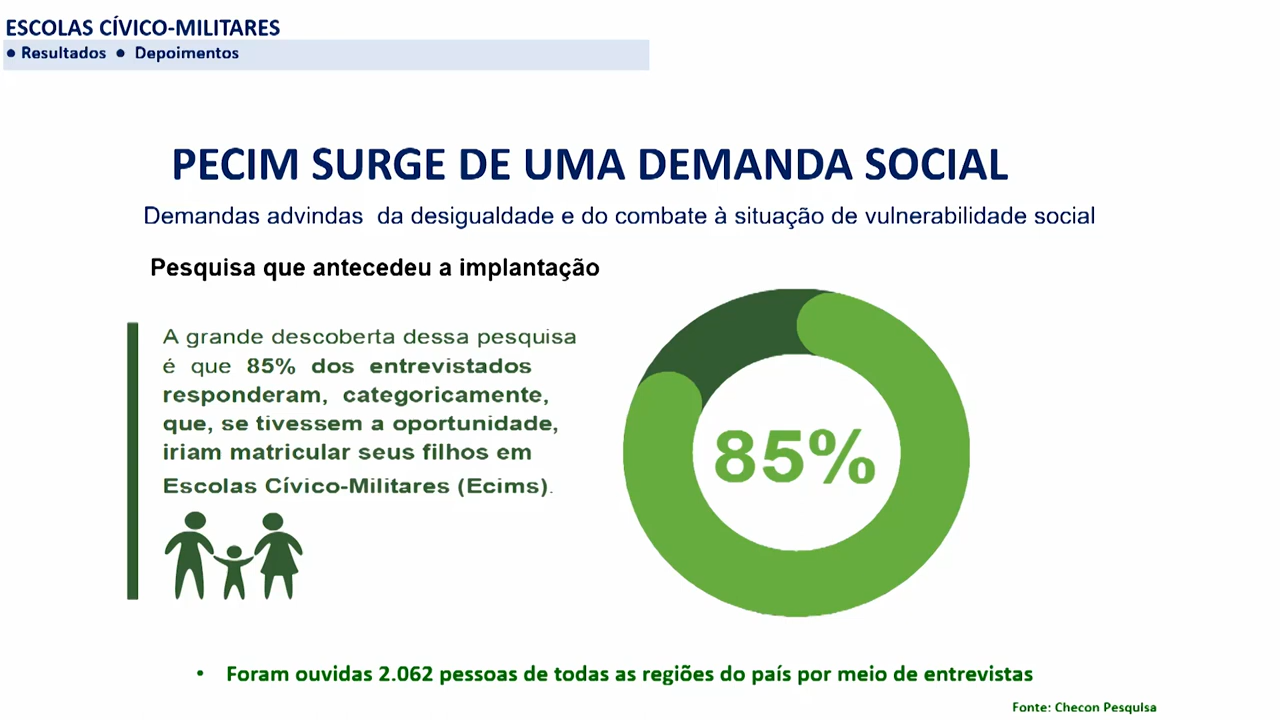 ESCOLAS CÍVICO-MILITARES
● Resultados ● Depoimentos
PECIM SURGE DE UMA DEMANDA SOCIAL
Demandas advindas da desigualdade e do combate à situação de vulnerabilidade social
Pesquisa que antecedeu a implantação
A grande descoberta dessa pesquisa
é que 85% dos entrevistados
responderam, categoricamente,
que, se tivessem a oportunidade,
iriam matricular seus filhos em
Escolas Cívico-Militares (Ecims).
85%
• Foram ouvidas 2.062 pessoas de todas as regiões do país por meio de entrevistas
Fonte: Checon Pesquisa